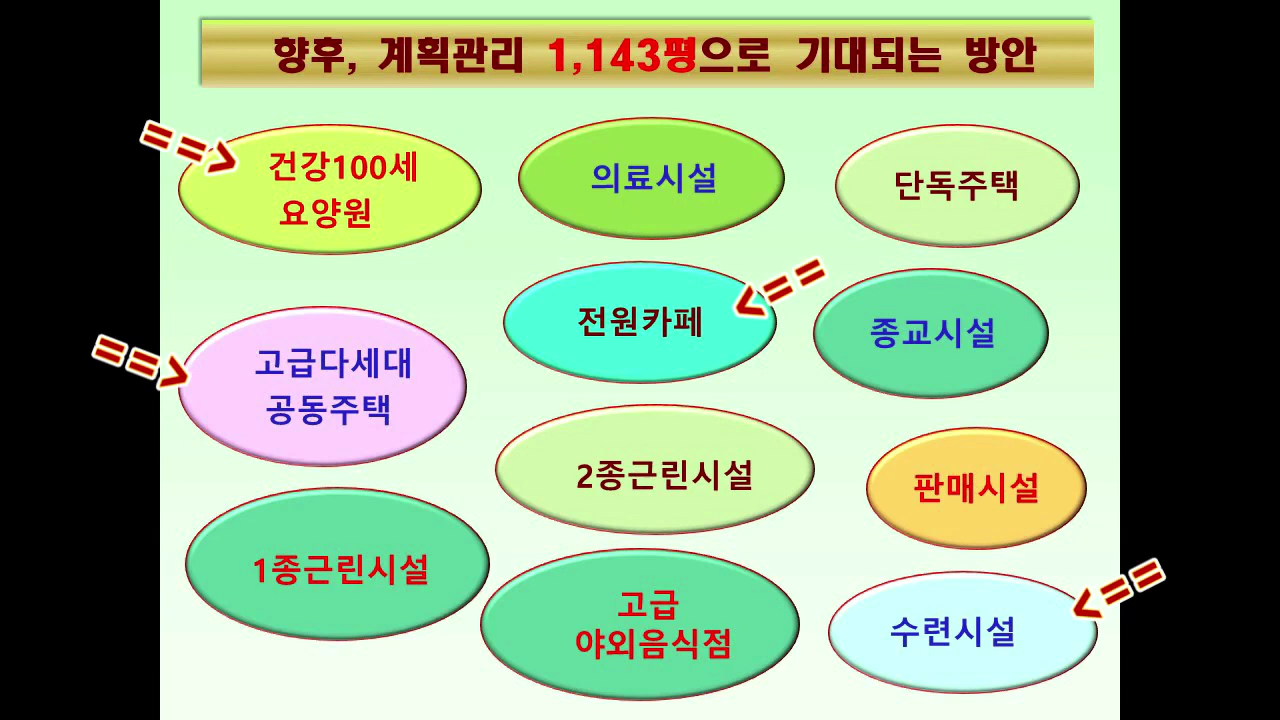 향후, 계획관리 1,143평으로 기대되는 방안
==>
건강100세
요양원
의료시설
단독주택
전원카페
<==
종교시설
==>
고급다세대
공동주택
2종근린시설
판매시설
1종근린시설
고급
야외음식점
수련시설
<==